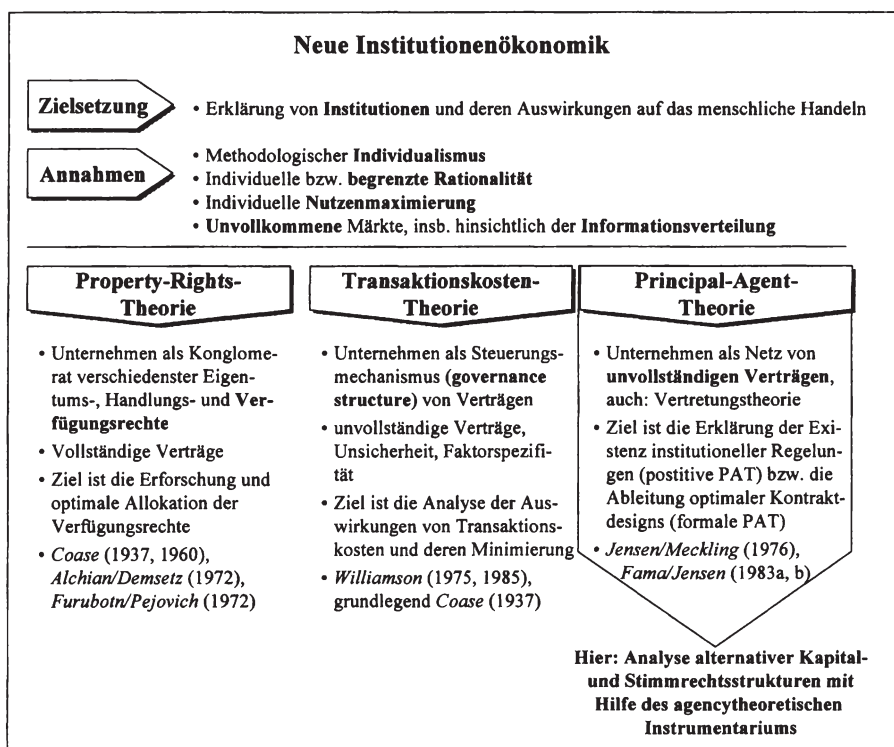 Neue Institutionenökonomik
Zielsetzung
• Erklärung von Institutionen und deren Auswirkungen auf das menschliche Handeln
Annahmen
• Methodologischer Individualismus
• Individuelle bzw. begrenzte Rationalität
• Individuelle Nutzenmaximierung
• Unvollkommene Märkte, insb. hinsichtlich der Informationsverteilung
Property-Rights-
Theorie
• Unternehmen als Konglome-
rat verschiedenster Eigen-
tums-, Handlungs- und Ver-
fügungsrechte
• Vollständige Verträge
• Ziel ist die Erforschung und
optimale Allokation der
Verfügungsrechte
• Coase (1937, 1960),
Alchian/Demsetz (1972),
Furubotn/Pejovich (1972)
Transaktionskosten-
Theorie
• Unternehmen als Steuerungs-
mechanismus (governance
structure) von Verträgen
• unvollständige Verträge,
Unsicherheit, Faktorspezifi-
tät
• Ziel ist die Analyse der Aus-
wirkungen von Transaktions-
kosten und deren Minimierung
• Williamson (1975, 1985),
grundlegend Coase (1937)
Principal-Agent-
Theorie
• Unternehmen als Netz von
unvollständigen Verträgen,
auch: Vertretungstheorie
• Ziel ist die Erklärung der Exi-
stenz institutioneller Regelun-
gen (postitive PAT) bzw. die
Ableitung optimaler Kontrakt-
designs (formale PAT)
• Jensen/Meckling (1976),
Fama/Jensen (1983a, b)
Hier: Analyse alternativer Kapital-
und Stimmrechtsstrukturen mit
Hilfe des agencytheoretischen
Instrumentariums